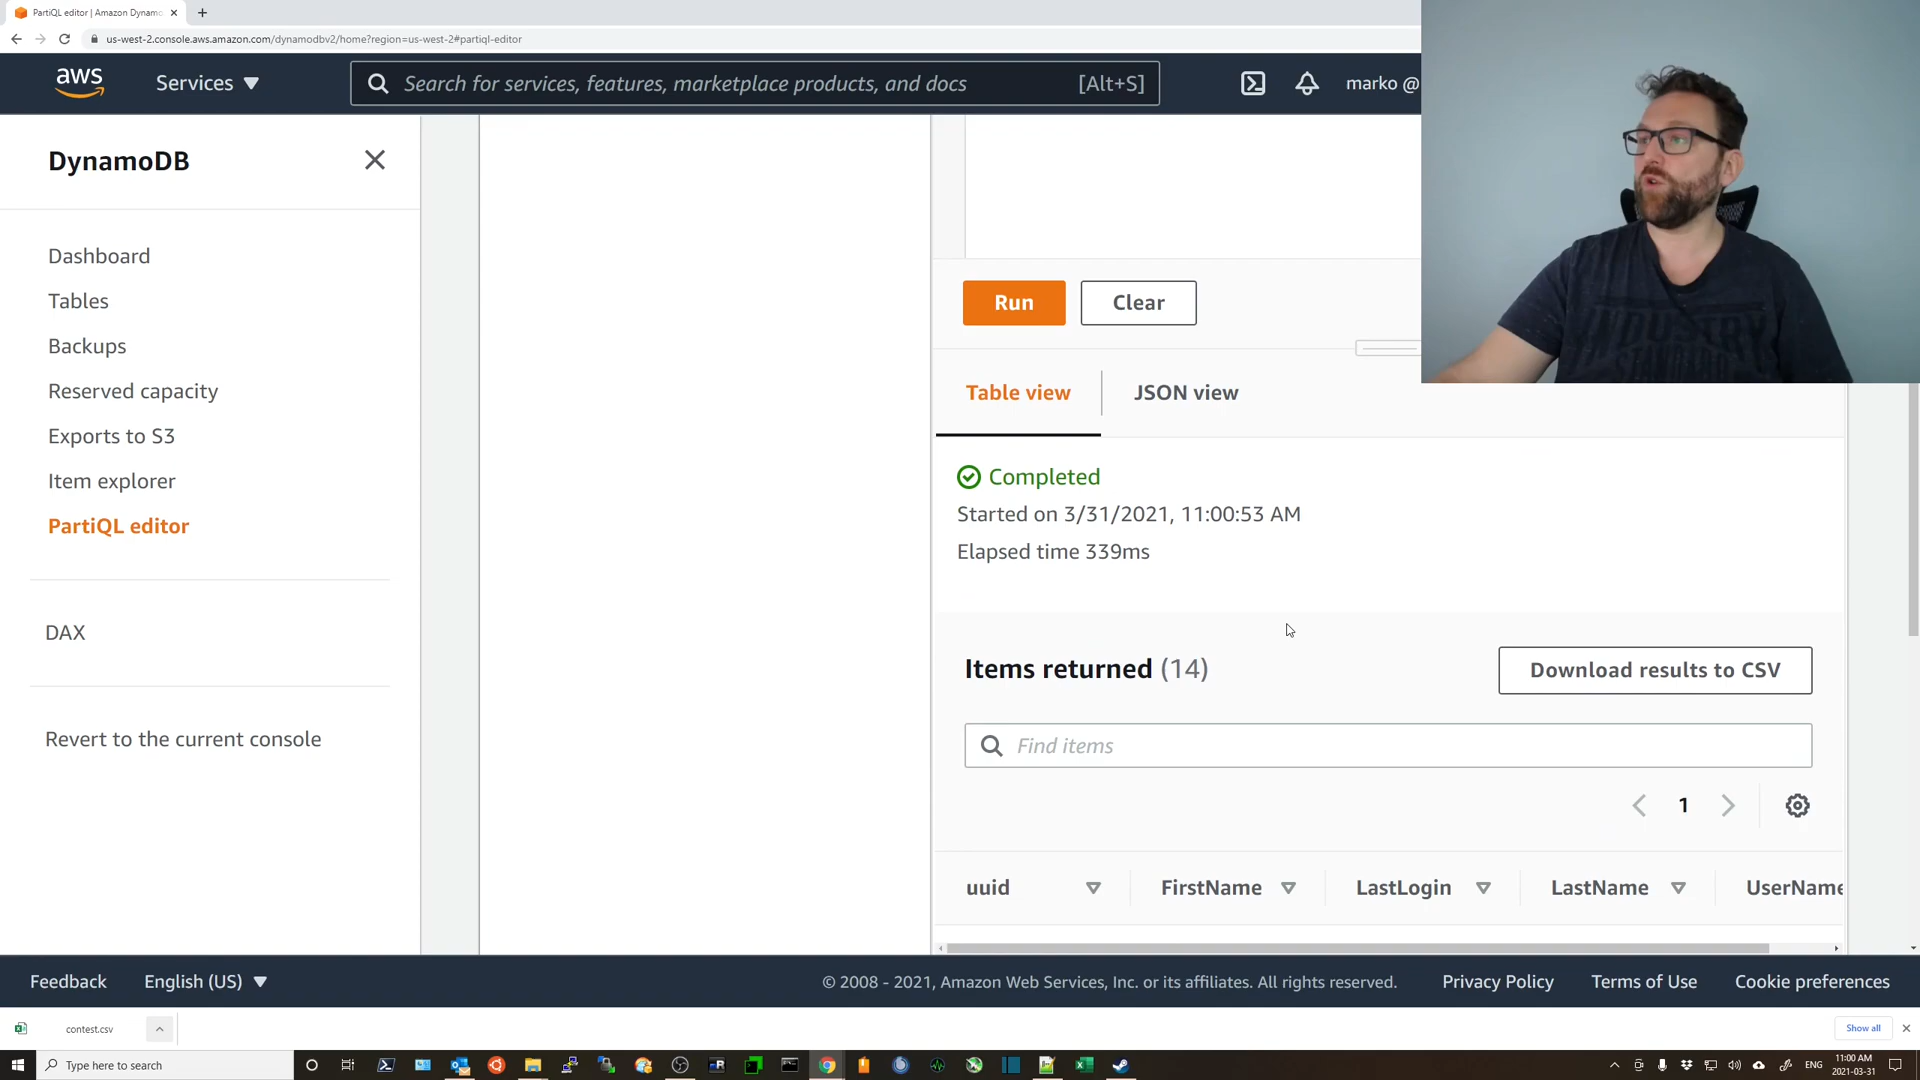 PartiQL editor | Amazon Dynamo
us-west-2.console.aws.amazon.com/dynamodbv2/home?region=us-west-2#partiql-editor
aws
Services
Search for services, features, marketplace products, and docs
[Alt+S]
marko @
DynamoDB
Dashboard
Tables
Backups
Reserved capacity
Exports to S3
Item explorer
PartiQL editor
DAX
Revert to the current console
Run
Clear
Table view
JSON view
Completed
Started on 3/31/2021, 11:00:53 AM
Elapsed time 339ms
Items returned (14)
Download results to CSV
Find items
1
uuid
FirstName
LastLogin
LastName
UserName
Feedback
English (US)
© 2008 - 2021, Amazon Web Services, Inc. or its affiliates. All rights reserved.
Privacy Policy
Terms of Use
Cookie preferences
contest.csv
Show all
Type here to search
ENG
11:00 AM
2021-03-31